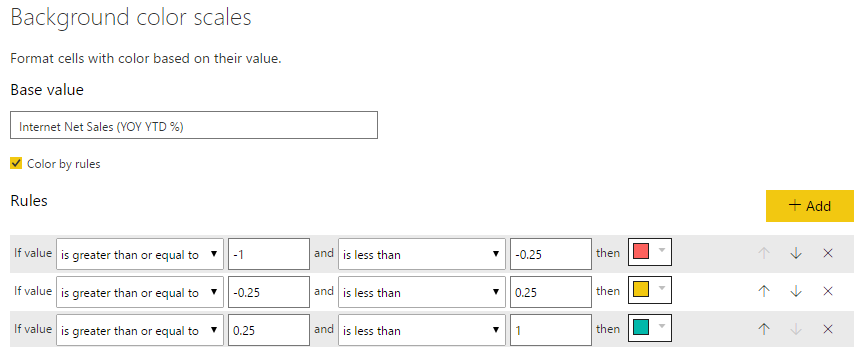 Background color scales
Format cells with color based on their value.
Base value
Internet Net Sales (YOY YTD %)
Color by rules
Rules
+ Add
If value is greater than or equal to -1 and is less than -0.25 then
If value is greater than or equal to -0.25 and is less than 0.25 then
If value is greater than or equal to 0.25 and is less than 1 then